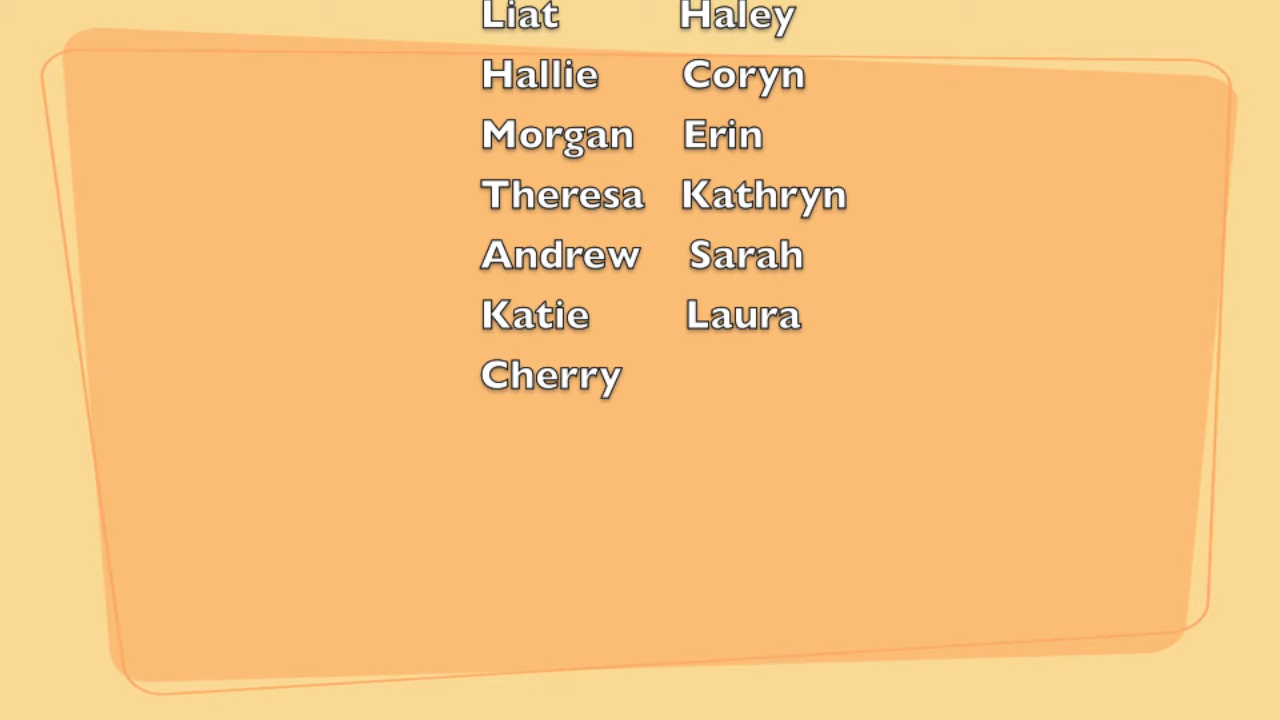 Liat Haley
Hallie Coryn
Morgan Erin
Theresa Kathryn
Andrew Sarah
Katie Laura
Cherry